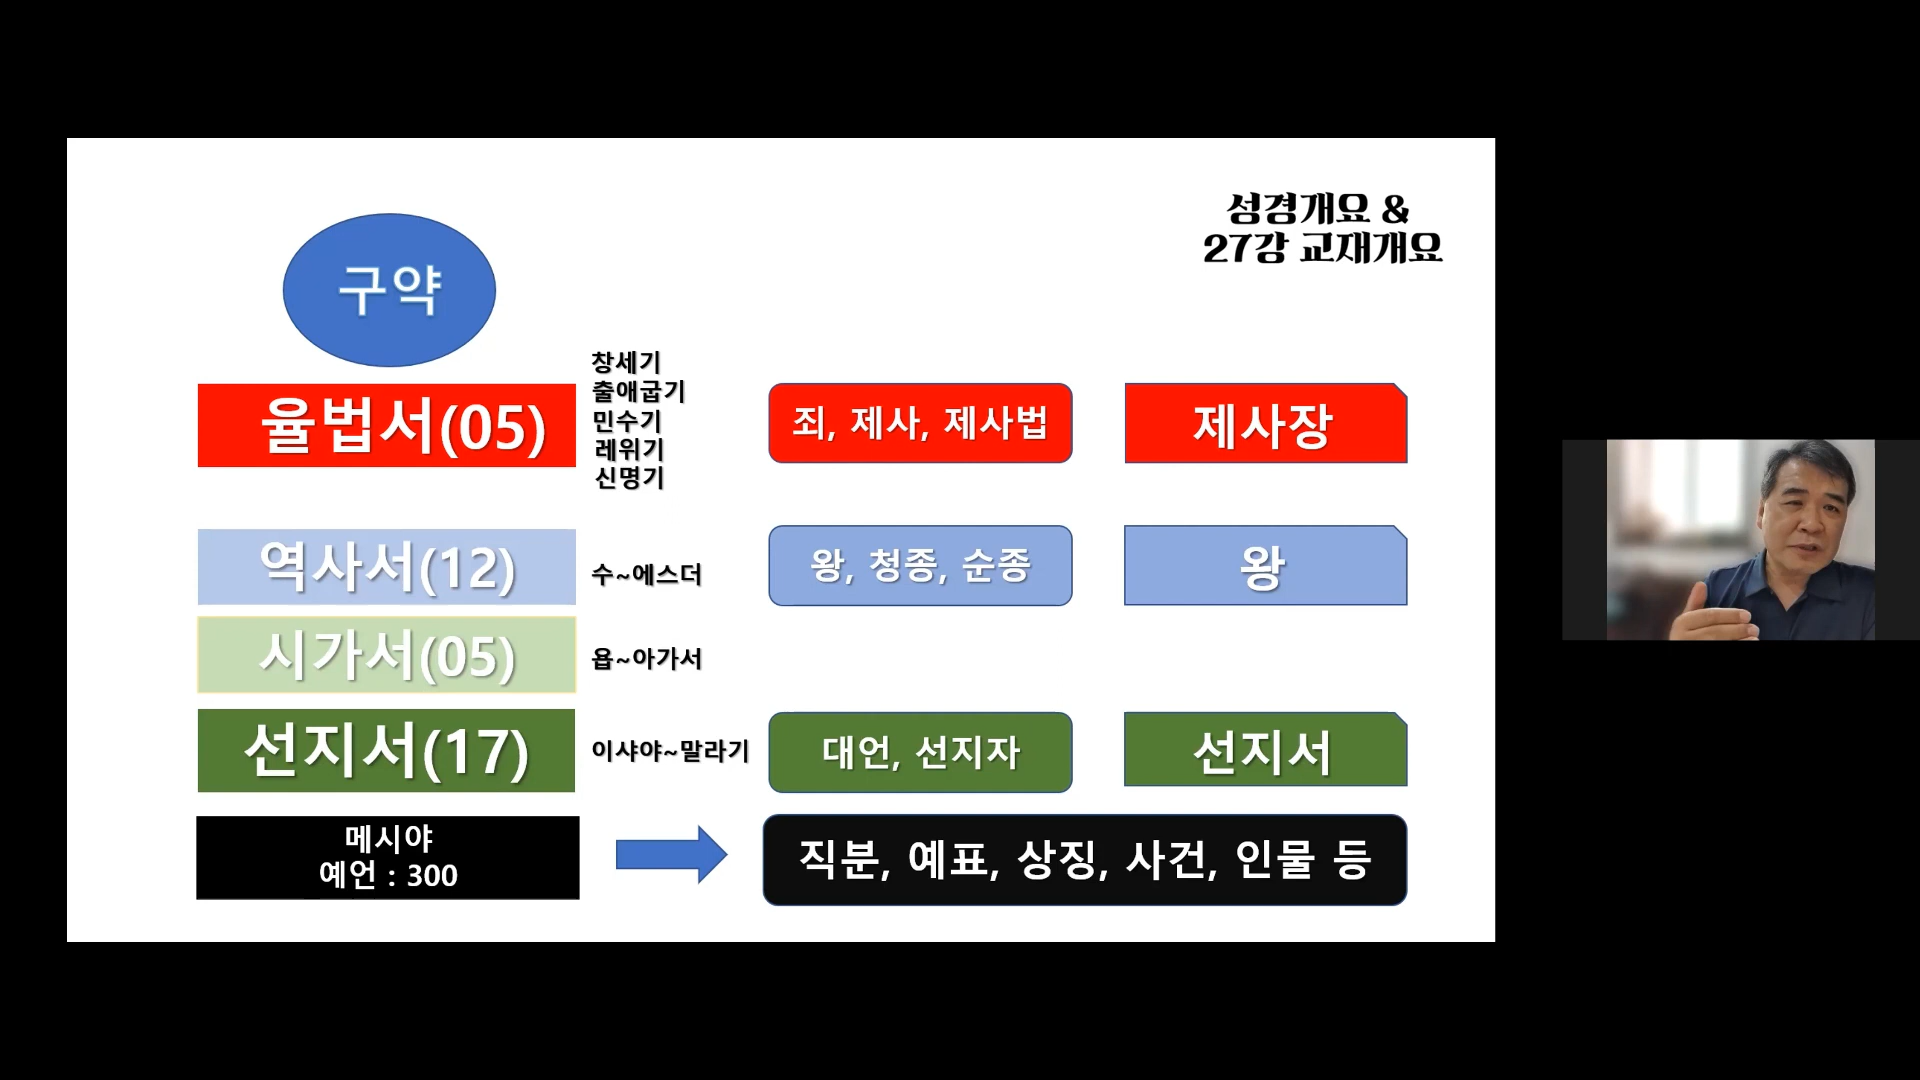 성경개요 &
27강 교재개요
구약
율법서(05)
창세기
출애굽기
민수기
레위기
신명기
죄, 제사, 제사법
제사장
역사서(12)
수~에스더
왕, 청종, 순종
왕
시가서(05)
욥~아가서
선지서(17)
이샤야~말라기
대언, 선지자
선지서
메시야
예언 : 300
직분, 예표, 상징, 사건, 인물 등